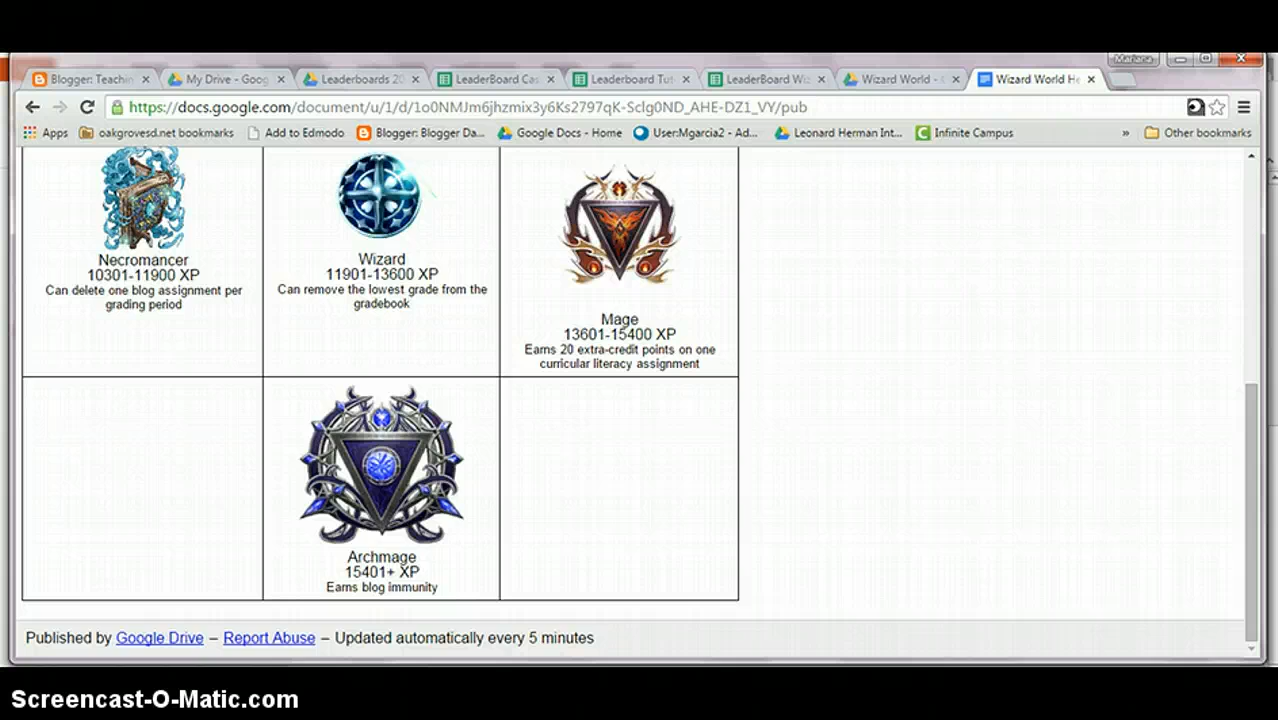 Mariana
Blogger: Teachin
My Drive - Goog
Leaderboards 20
LeaderBoard Cas
LeaderBoard Tut
LeaderBoard Wiz
Wizard World -
Wizard World He
https://docs.google.com/document/u/1/d/1o0NMJm6jhzmix3y6Ks2797qK-ScIg0ND_AHE-DZ1_VY/pub
Apps
oakgrovesd.net bookmarks
Add to Edmodo
Blogger: Blogger Da...
Google Docs - Home
User:Mgarcia2 - Ad...
Leonard Herman Int...
Infinite Campus
»
Other bookmarks
Necromancer
10301-11900 XP
Can delete one blog assignment per
grading period
Wizard
11901-13600 XP
Can remove the lowest grade from the
gradebook
Mage
13601-15400 XP
Earns 20 extra-credit points on one
curricular literacy assignment
Archmage
15401+ XP
Earns blog immunity
Published by Google Drive – Report Abuse – Updated automatically every 5 minutes
Screencast-O-Matic.com